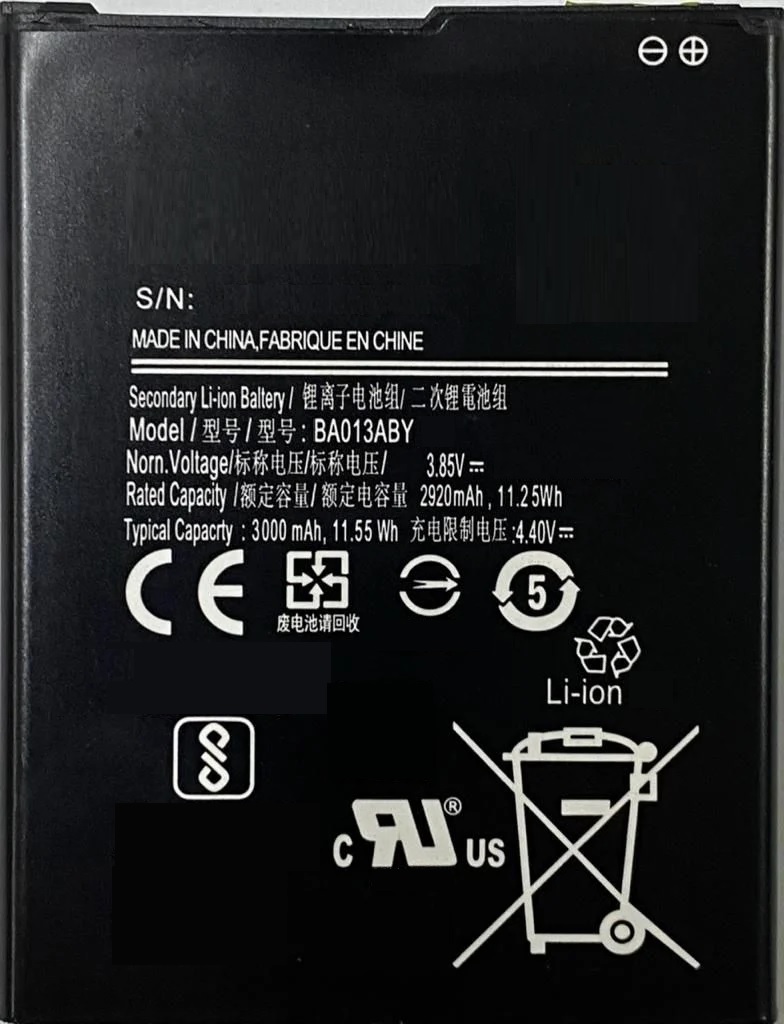 ⊖ ⊕
S/N:
MADE IN CHINA,FABRIQUE EN CHINE
Secondary Li-ion Battery / 锂离子电池组/ 二次锂電池组
Model / 型号 / 型号 : BA013ABY
Norn.Voltage/标称电压/标称电压/ 3.85V⎓
Rated Capacity /额定容量/ 额定电容量 2920mAh , 11.25Wh
Typical Capacrty : 3000 mAh, 11.55 Wh 充电限制电压:4.40V⎓
CE
5
废电池请回收
Li-ion
C RU® US